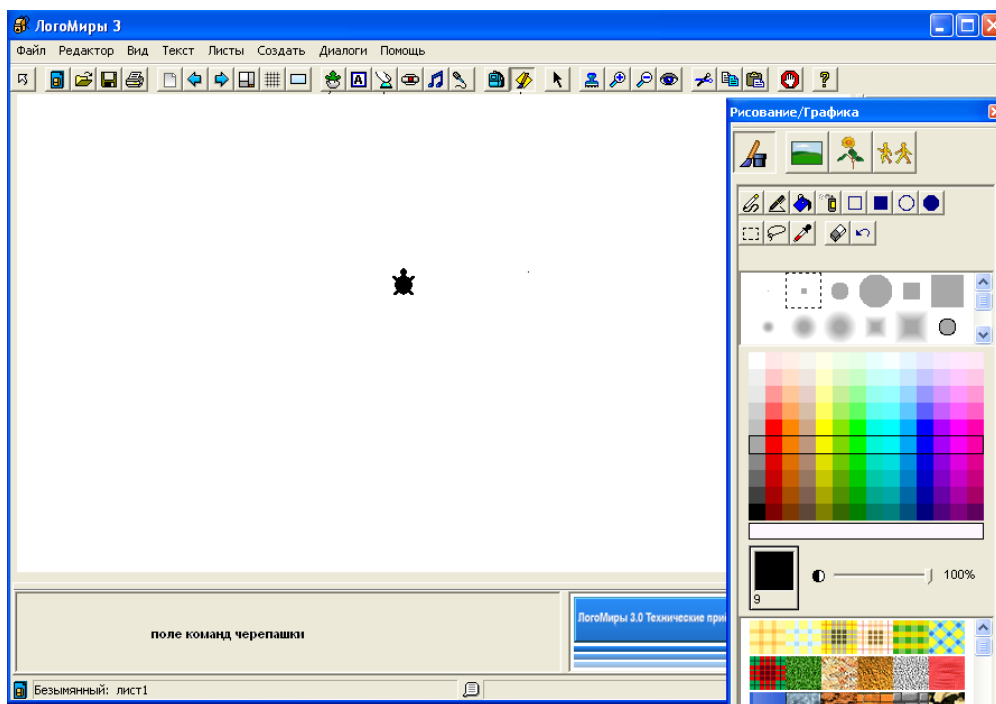 ЛогоМиры 3
Файл Редактор Вид Текст Листы Создать Диалоги Помощь
Рисование/Графика
100%
9
поле команд черепашки
ЛогоМиры 3.0 Технические
Безымянный: лист1